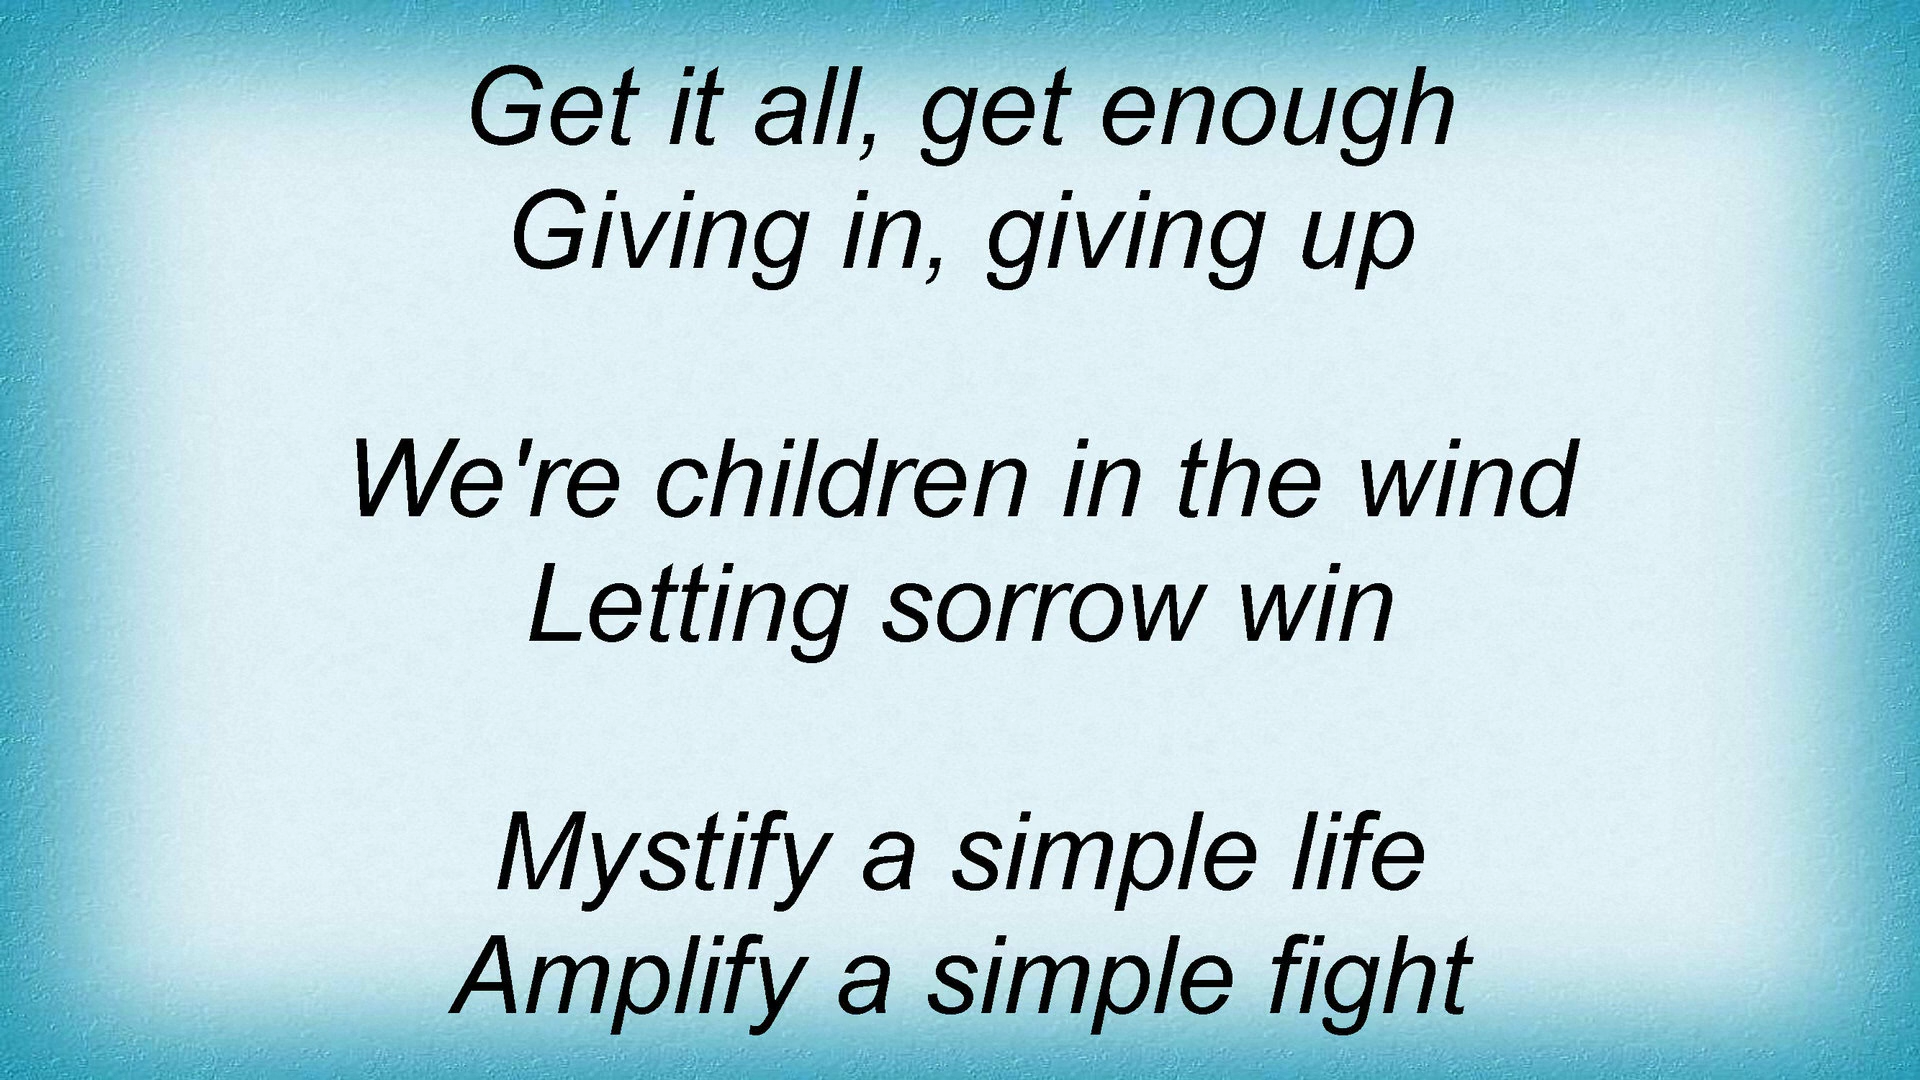 Get it all, get enough
Giving in, giving up
We're children in the wind
Letting sorrow win
Mystify a simple life
Amplify a simple fight